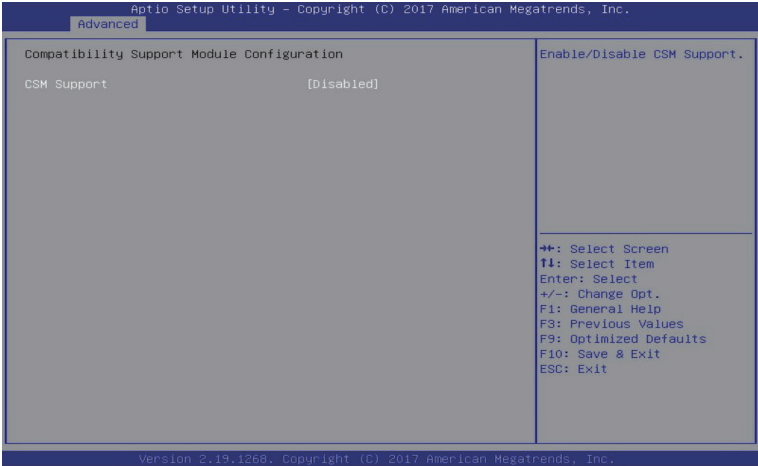 Aptio Setup Utility – Copyright (C) 2017 American Megatrends, Inc.
Advanced
Compatibility Support Module Configuration
CSM Support [Disabled]
Enable/Disable CSM Support.
→←: Select Screen
↑↓: Select Item
Enter: Select
+/-: Change Opt.
F1: General Help
F3: Previous Values
F9: Optimized Defaults
F10: Save & Exit
ESC: Exit
Version 2.19.1268. Copyright (C) 2017 American Megatrends, Inc.